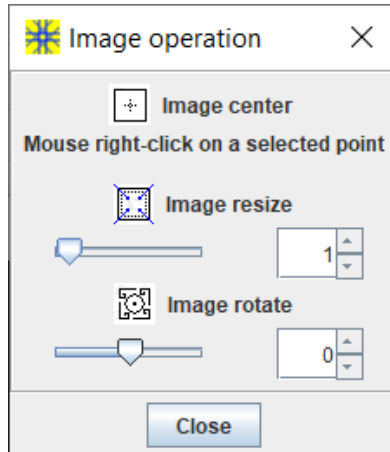 Image operation
Image center
Mouse right-click on a selected point
Image resize
1
Image rotate
0
Close